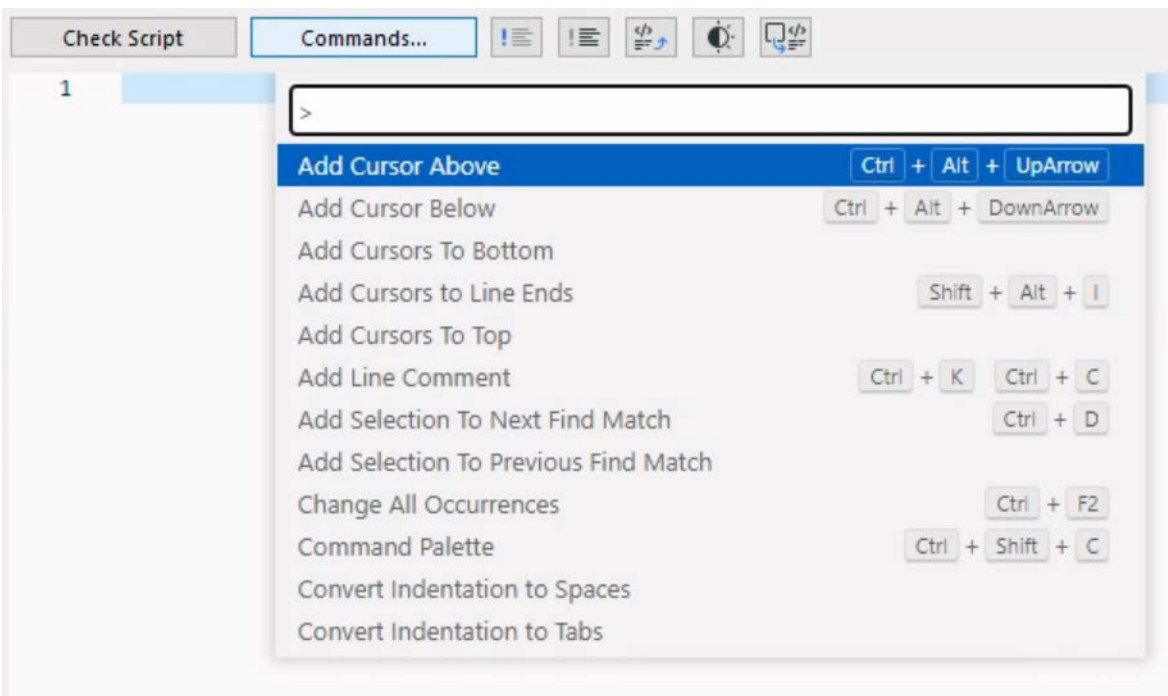 Check Script Commands...
1
>
Add Cursor Above Ctrl + Alt + UpArrow
Add Cursor Below Ctrl + Alt + DownArrow
Add Cursors To Bottom
Add Cursors to Line Ends Shift + Alt + I
Add Cursors To Top
Add Line Comment Ctrl + K Ctrl + C
Add Selection To Next Find Match Ctrl + D
Add Selection To Previous Find Match
Change All Occurrences Ctrl + F2
Command Palette Ctrl + Shift + C
Convert Indentation to Spaces
Convert Indentation to Tabs